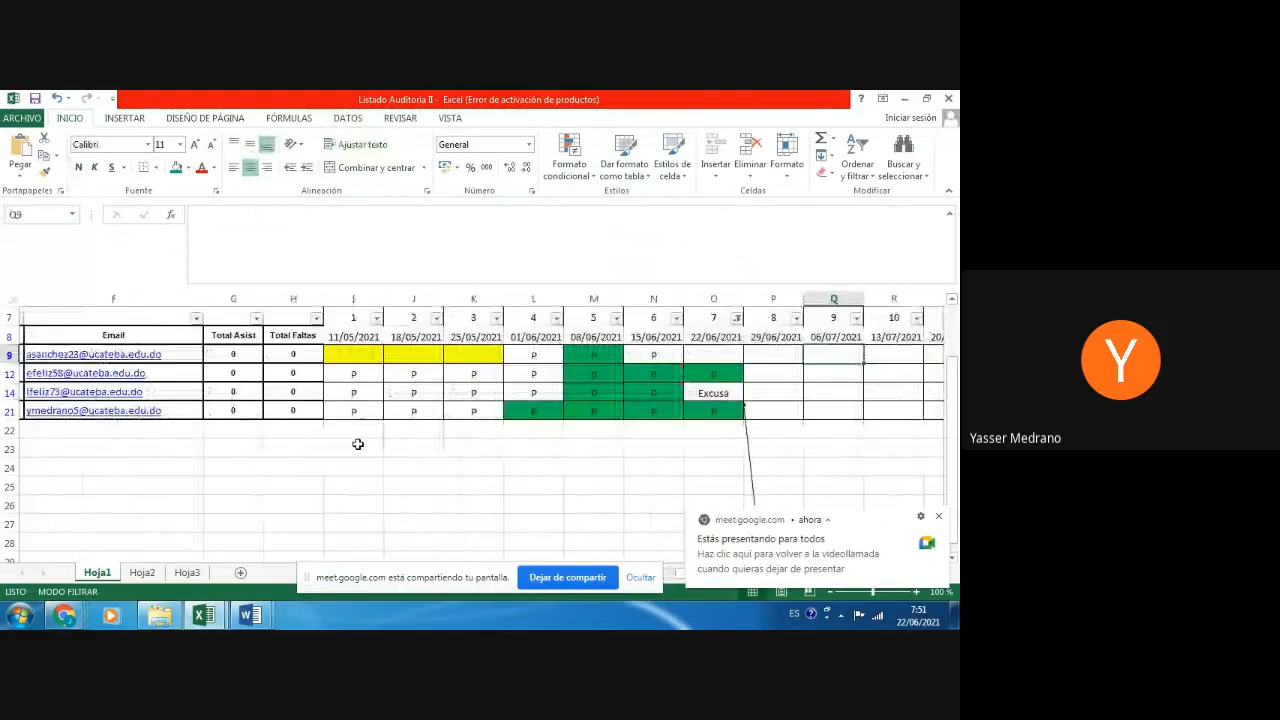 Listado Auditoria II - Excel (Error de activación de productos)
ARCHIVO INICIO INSERTAR DISEÑO DE PÁGINA FÓRMULAS DATOS REVISAR VISTA Iniciar sesión
Calibri 11 Ajustar texto General
Pegar N K S Combinar y centrar % 000 Formato condicional Dar formato como tabla Estilos de celda Insertar Eliminar Formato Ordenar y filtrar Buscar y seleccionar
Portapapeles Fuente Alineación Número Estilos Celdas Modificar
Q9 fx
F G H I J K L M N O P Q R
7 1 2 3 4 5 6 7 8 9 10
8 Email Total Asist Total Faltas 11/05/2021 18/05/2021 25/05/2021 01/06/2021 08/06/2021 15/06/2021 22/06/2021 29/06/2021 06/07/2021 13/07/2021 20/
9 asanchez23@ucateba.edu.do 0 0 P P P
12 efeliz58@ucateba.edu.do 0 0 P P P P P P P
14 lfeliz73@ucateba.edu.do 0 0 P P P P P P Excusa
21 ymedrano5@ucateba.edu.do 0 0 P P P P P P P
22
23
24
25
26
27
28
29
meet.google.com • ahora
Estás presentando para todos
Haz clic aquí para volver a la videollamada
cuando quieras dejar de presentar
Hoja1 Hoja2 Hoja3
meet.google.com está compartiendo tu pantalla. Dejar de compartir Ocultar
LISTO MODO FILTRAR 100 %
ES 7:51
22/06/2021
Y
Yasser Medrano